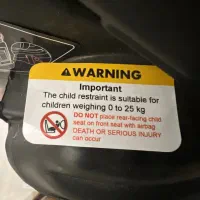 WARNING
Important
The child restraint is suitable for
children weighing 0 to 25 kg
DO NOT place rear-facing child
seat on front seat with airbag
DEATH OR SERIOUS INJURY
can occur